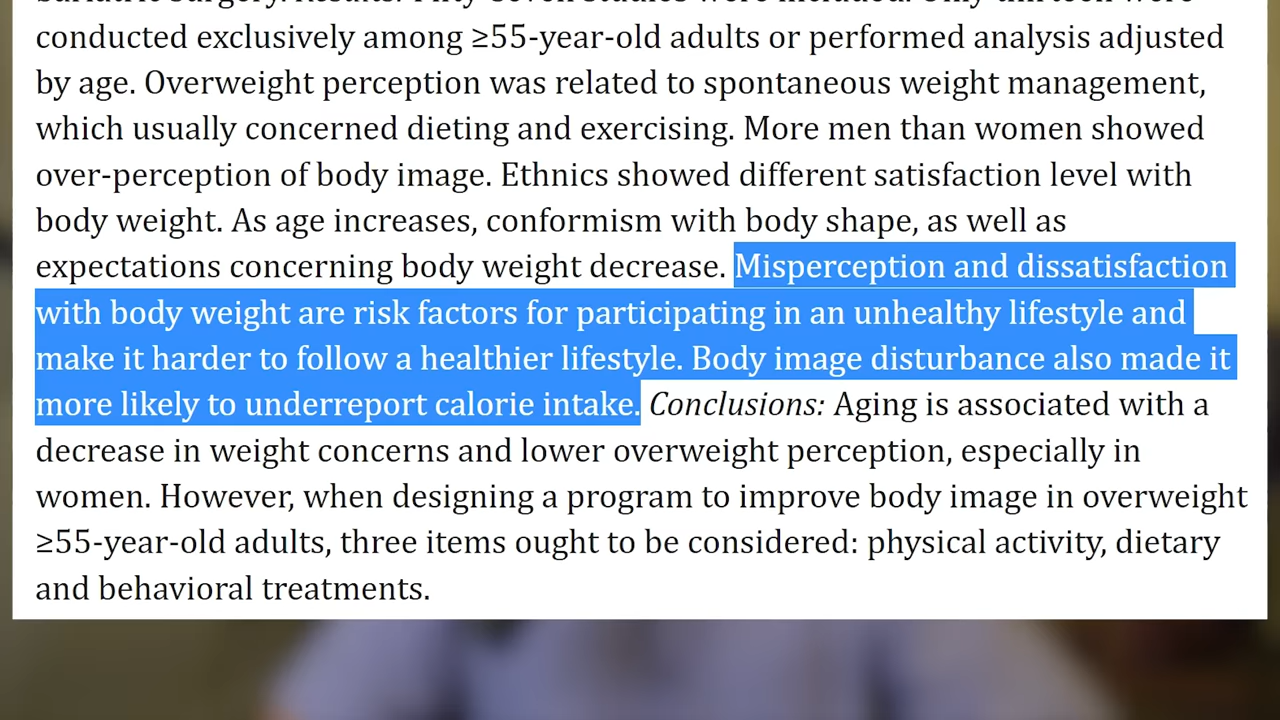 conducted exclusively among ≥55-year-old adults or performed analysis adjusted
by age. Overweight perception was related to spontaneous weight management,
which usually concerned dieting and exercising. More men than women showed
over-perception of body image. Ethnics showed different satisfaction level with
body weight. As age increases, conformism with body shape, as well as
expectations concerning body weight decrease. Misperception and dissatisfaction
with body weight are risk factors for participating in an unhealthy lifestyle and
make it harder to follow a healthier lifestyle. Body image disturbance also made it
more likely to underreport calorie intake. Conclusions: Aging is associated with a
decrease in weight concerns and lower overweight perception, especially in
women. However, when designing a program to improve body image in overweight
≥55-year-old adults, three items ought to be considered: physical activity, dietary
and behavioral treatments.